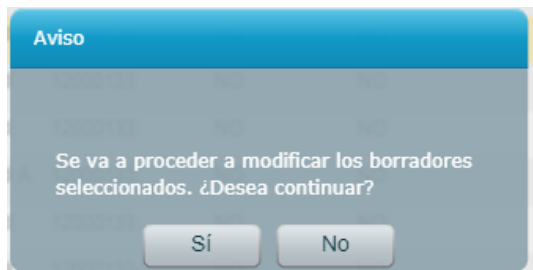 Aviso
Se va a proceder a modificar los borradores
seleccionados. ¿Desea continuar?
Sí
No